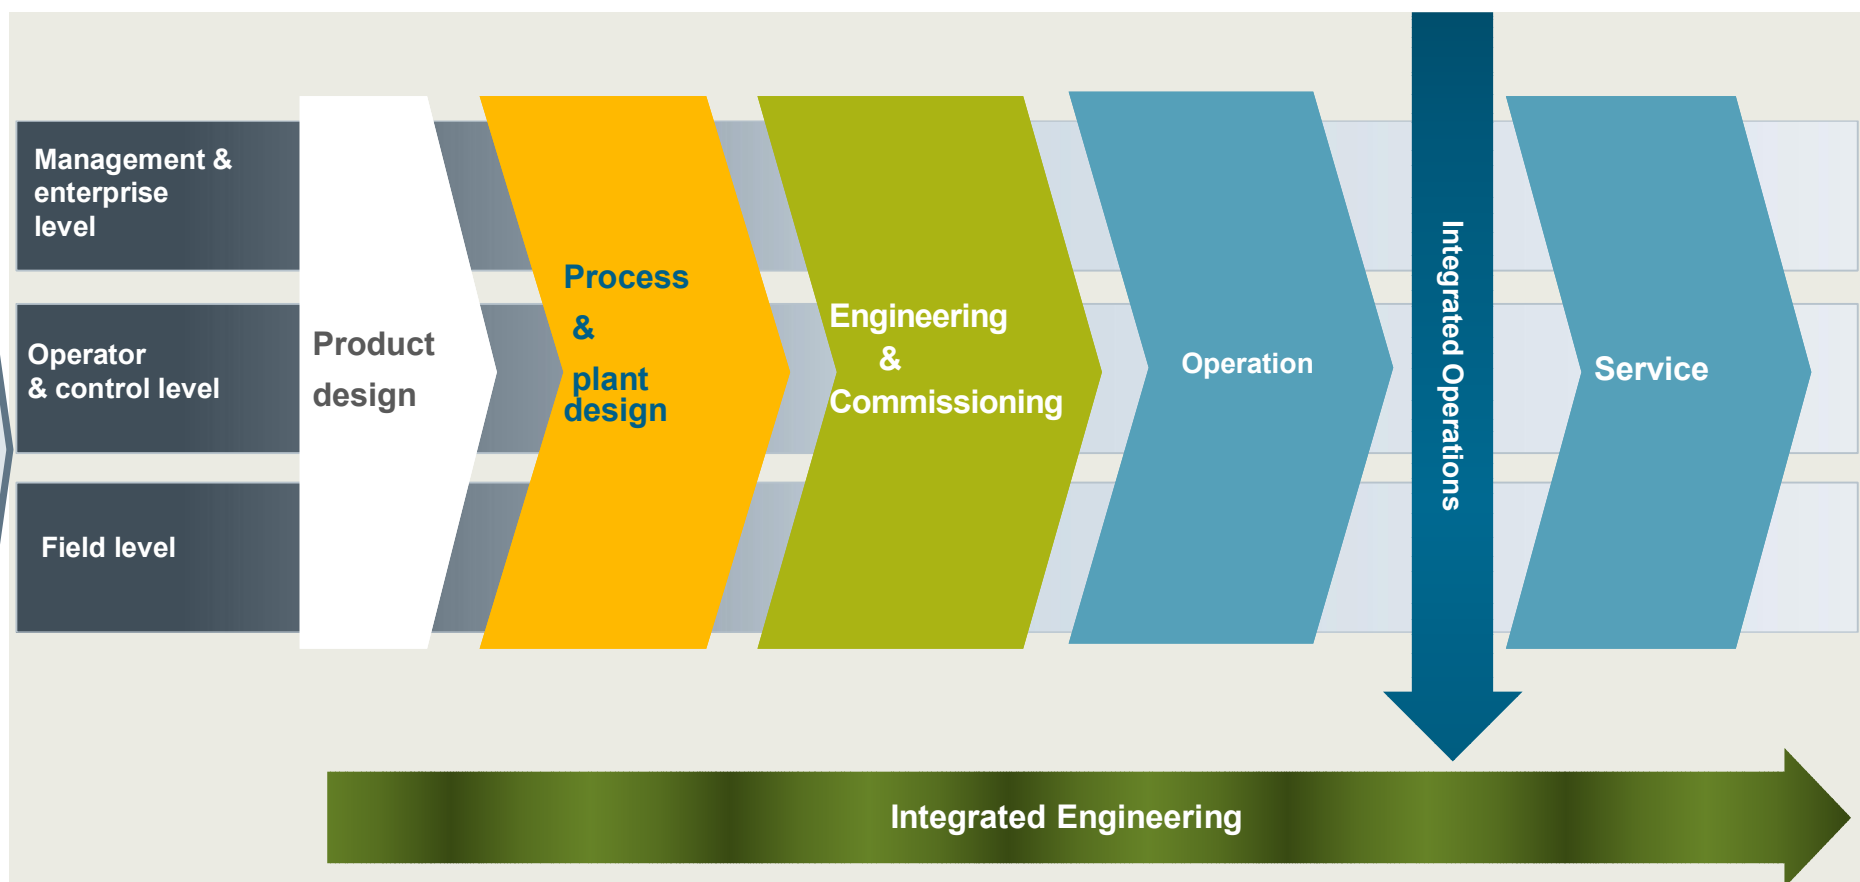 Management &
enterprise
level
Operator
& control level
Field level
Product
design
Process
&
plant
design
Engineering
&
Commissioning
Operation
Integrated Operations
Service
Integrated Engineering